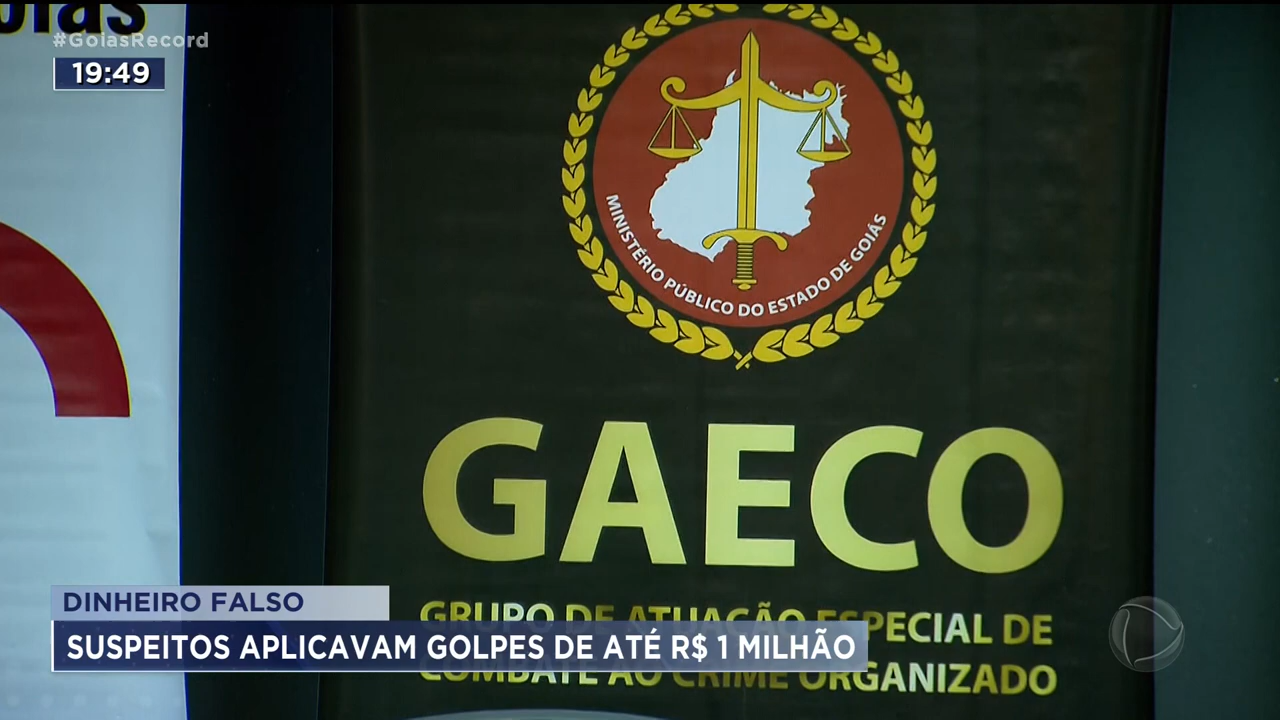 #GoiasRecord
19:49
MINISTÉRIO PÚBLICO DO ESTADO DE GOIÁS
GAECO
GRUPO DE ATUAÇÃO ESPECIAL DE
COMBATE AO CRIME ORGANIZADO
DINHEIRO FALSO
SUSPEITOS APLICAVAM GOLPES DE ATÉ R$ 1 MILHÃO